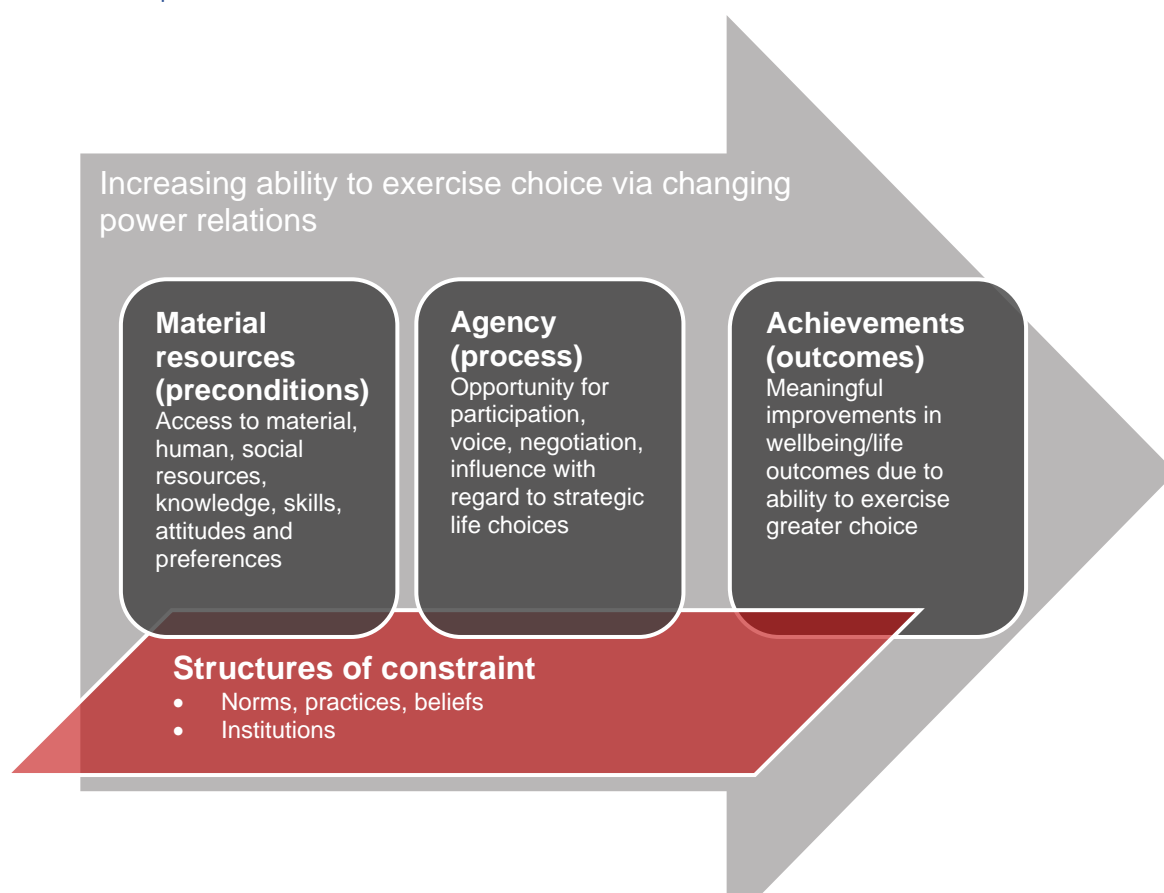 Increasing ability to exercise choice via changing
power relations
Material
resources
(preconditions)
Access to material,
human, social
resources,
knowledge, skills,
attitudes and
preferences
Agency
(process)
Opportunity for
participation,
voice, negotiation,
influence with
regard to strategic
life choices
Achievements
(outcomes)
Meaningful
improvements in
wellbeing/life
outcomes due to
ability to exercise
greater choice
Structures of constraint
• Norms, practices, beliefs
• Institutions